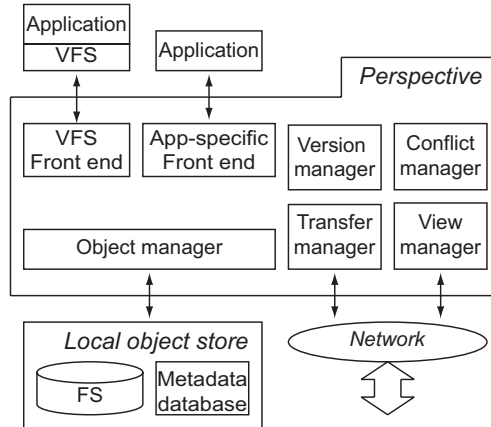 Application
VFS
Application
Perspective
VFS
Front end
App-specific
Front end
Version
manager
Conflict
manager
Object manager
Transfer
manager
View
manager
Local object store
FS
Metadata
database
Network